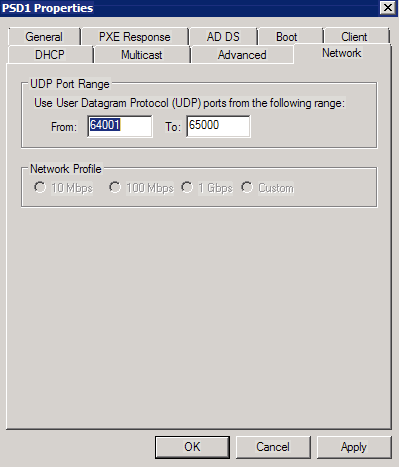 PSD1 Properties
General PXE Response AD DS Boot Client
DHCP Multicast Advanced Network
UDP Port Range
Use User Datagram Protocol (UDP) ports from the following range:
From: 64001 To: 65000
Network Profile
10 Mbps 100 Mbps 1 Gbps Custom
OK Cancel Apply